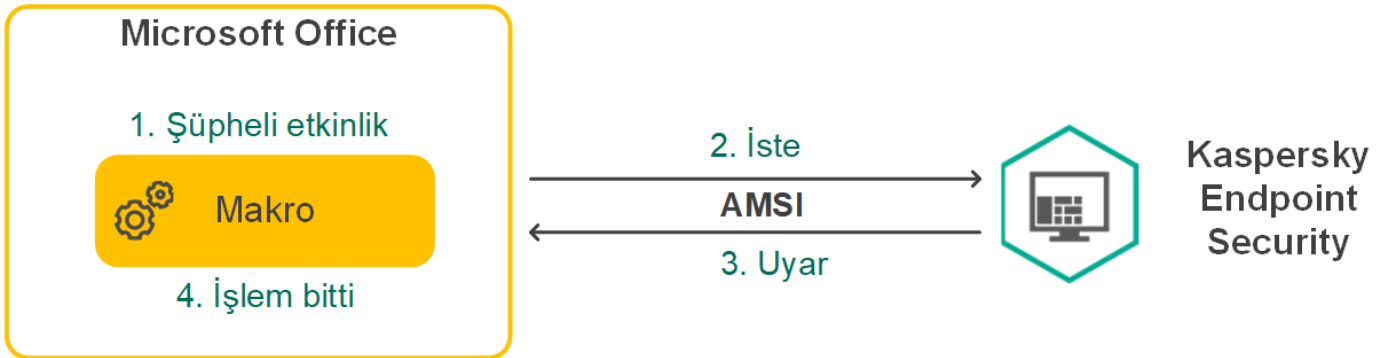 Microsoft Office
1. Şüpheli etkinlik
Makro
4. İşlem bitti
2. İste
AMSI
3. Uyar
Kaspersky
Endpoint
Security